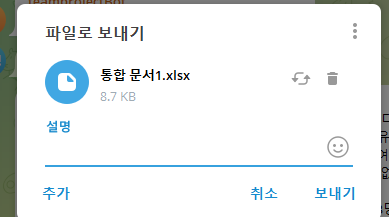 파일로 보내기
통합 문서1.xlsx
8.7 KB
설명
추가 취소 보내기